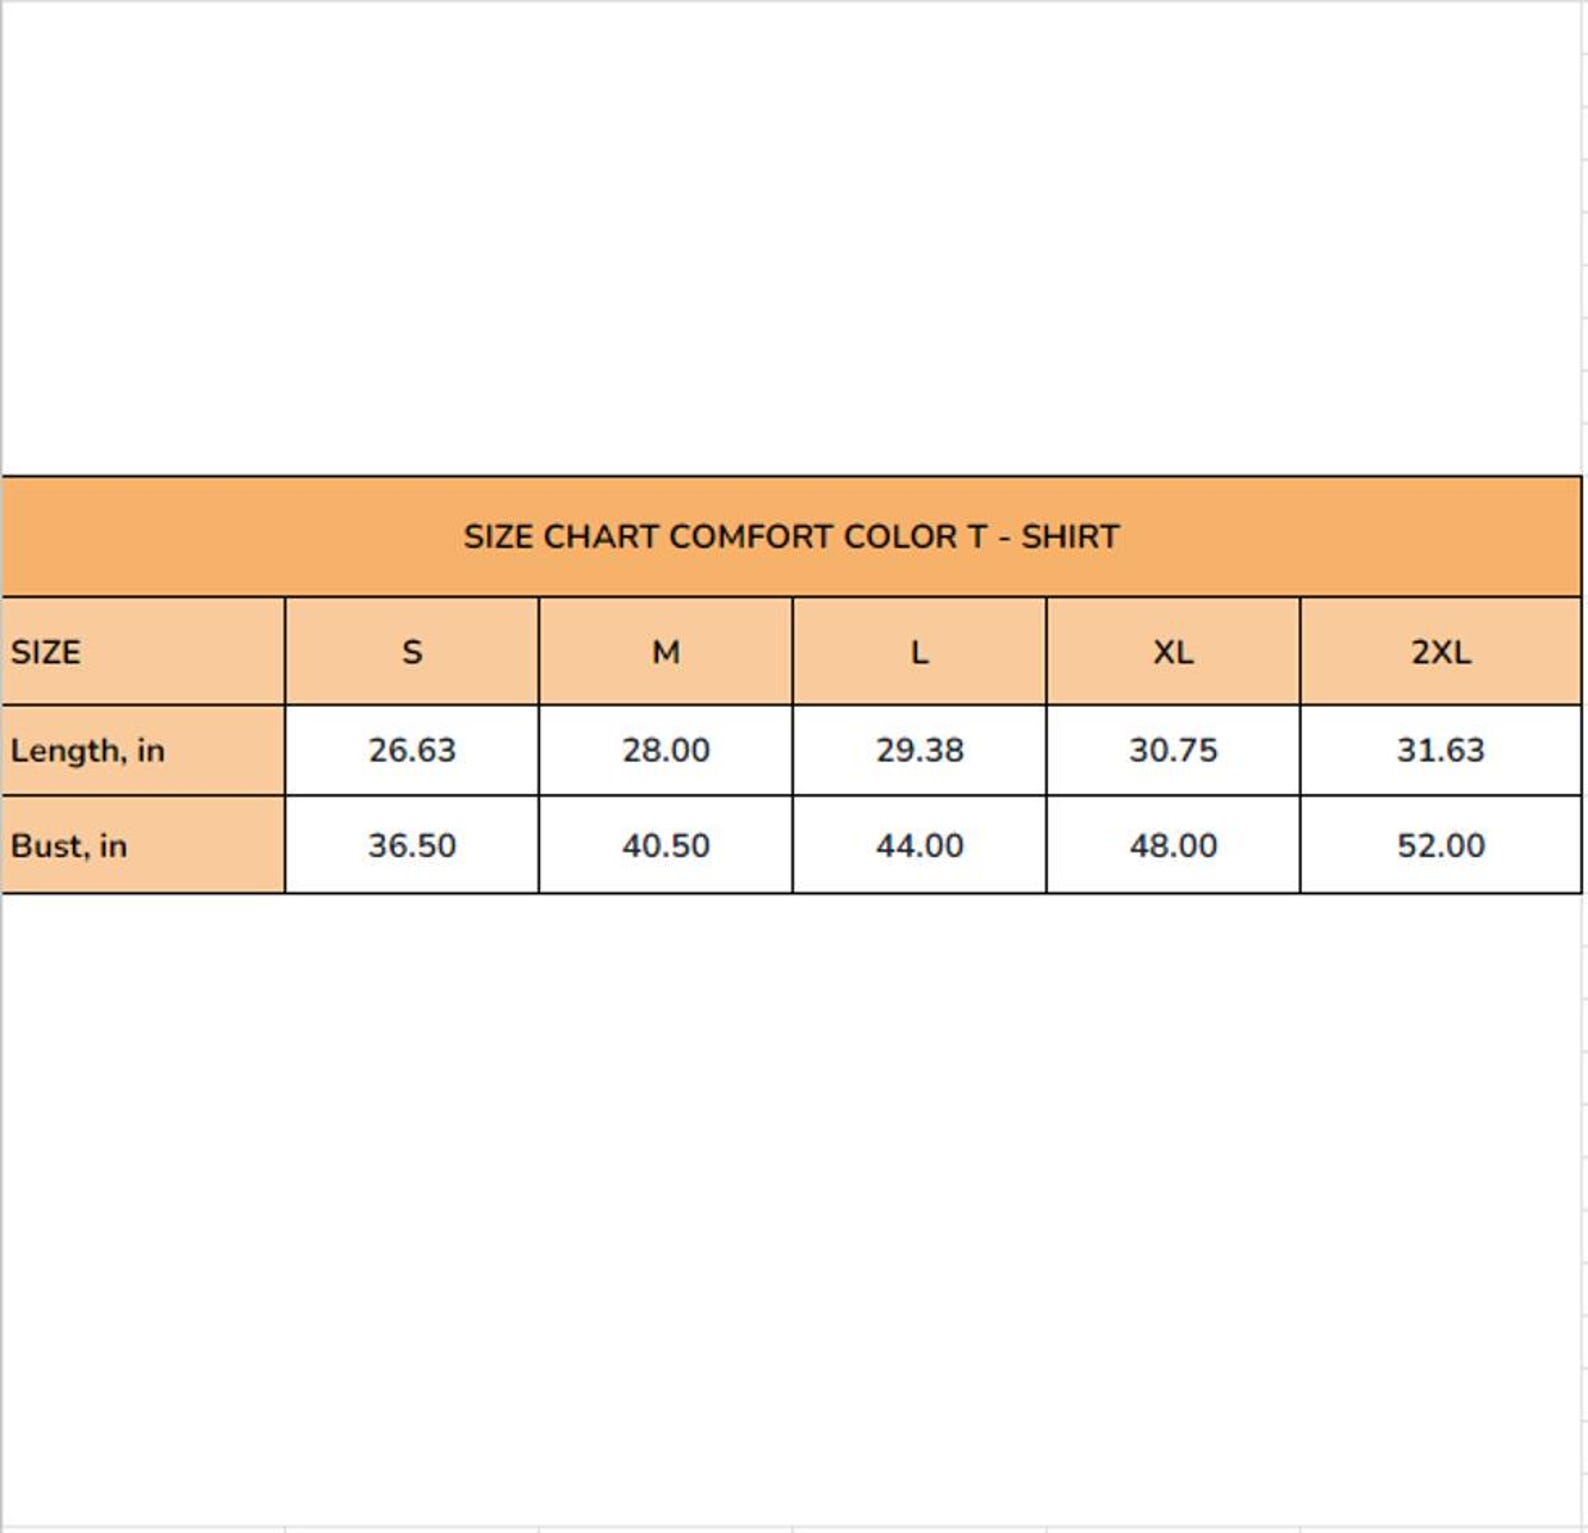 SIZE CHART COMFORT COLOR T - SHIRT
SIZE S M L XL 2XL
Length, in 26.63 28.00 29.38 30.75 31.63
Bust, in 36.50 40.50 44.00 48.00 52.00